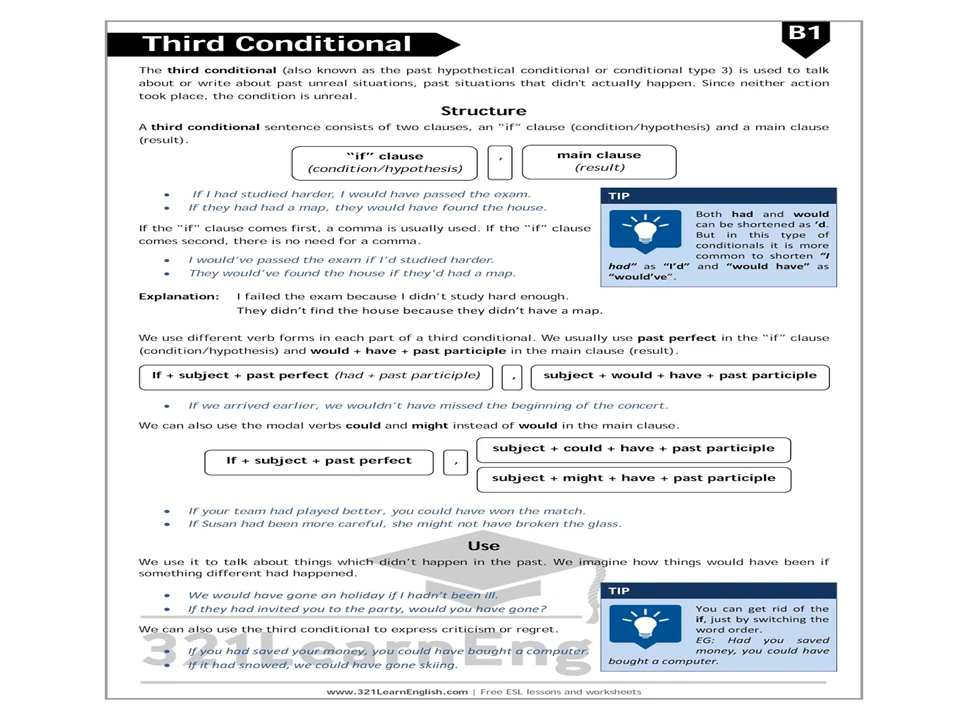 Third Conditional
B1
The third conditional (also known as the past hypothetical conditional or conditional type 3) is used to talk
about or write about past unreal situations, past situations that didn't actually happen. Since neither action
took place, the condition is unreal.
Structure
A third conditional sentence consists of two clauses, an "if" clause (condition/hypothesis) and a main clause
(result).
"if" clause
(condition/hypothesis)
,
main clause
(result)
• If I had studied harder, I would have passed the exam.
• If they had had a map, they would have found the house.
If the "if" clause comes first, a comma is usually used. If the "if" clause
comes second, there is no need for a comma.
• I would've passed the exam if I'd studied harder.
• They would've found the house if they'd had a map.
TIP
Both had and would
can be shortened as 'd.
But in this type of
conditionals it is more
common to shorten "I
had" as "I'd" and "would have" as
"would've".
Explanation: I failed the exam because I didn't study hard enough.
They didn't find the house because they didn't have a map.
We use different verb forms in each part of a third conditional. We usually use past perfect in the "if" clause
(condition/hypothesis) and would + have + past participle in the main clause (result).
If + subject + past perfect (had + past participle) , subject + would + have + past participle
• If we arrived earlier, we wouldn't have missed the beginning of the concert.
We can also use the modal verbs could and might instead of would in the main clause.
If + subject + past perfect
,
subject + could + have + past participle
subject + might + have + past participle
• If your team had played better, you could have won the match.
• If Susan had been more careful, she might not have broken the glass.
Use
We use it to talk about things which didn't happen in the past. We imagine how things would have been if
something different had happened.
• We would have gone on holiday if I hadn't been ill.
• If they had invited you to the party, would you have gone?
We can also use the third conditional to express criticism or regret.
• If you had saved your money, you could have bought a computer.
• If it had snowed, we could have gone skiing.
TIP
You can get rid of the
if, just by switching the
word order.
EG: Had you saved
money, you could have
bought a computer.
321LearnEng
www.321LearnEnglish.com | Free ESL lessons and worksheets